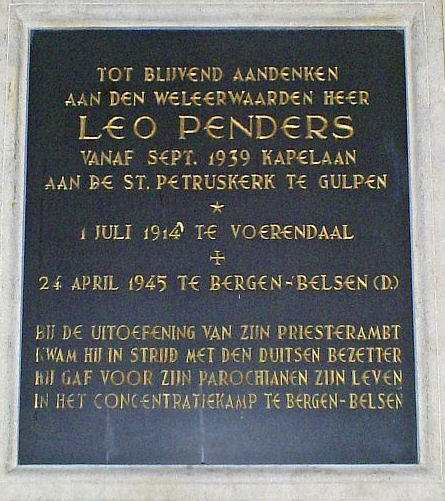 TOT BLIJVEND AANDENKEN
AAN DEN WELEERWAARDEN HEER
LEO PENDERS
VANAF SEPT. 1939 KAPELAAN
AAN DE ST. PETRUSKERK TE GULPEN
★
1 JULI 1914 TE VOERENDAAL
✝
24 APRIL 1945 TE BERGEN-BELSEN (D.)
BIJ DE UITOEFENING VAN ZIJN PRIESTERAMBT
KWAM HIJ IN STRIJD MET DEN DUITSEN BEZETTER
HIJ GAF VOOR ZIJN PAROCHIANEN ZIJN LEVEN
IN HET CONCENTRATIEKAMP TE BERGEN-BELSEN